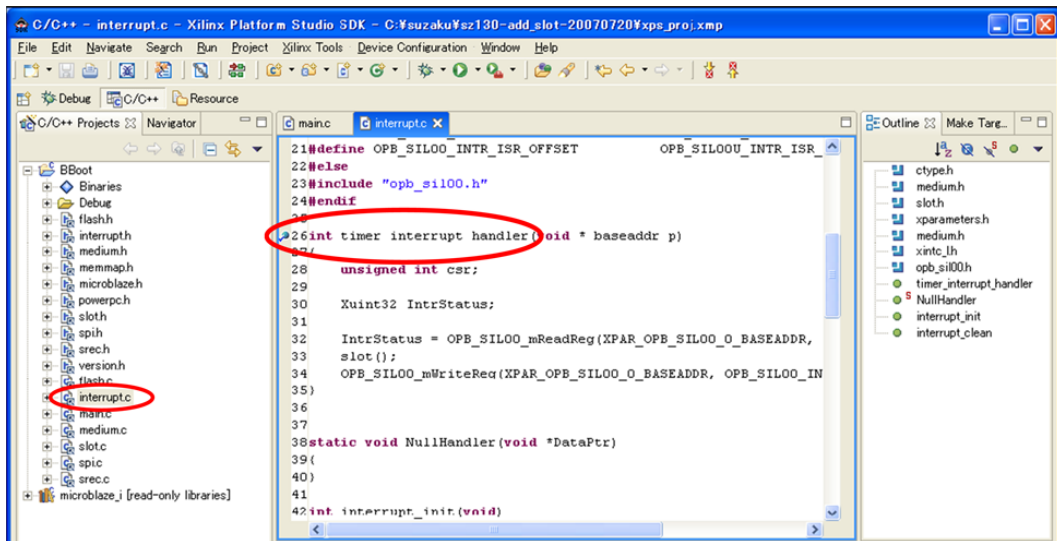 C/C++ - interrupt.c - Xilinx Platform Studio SDK - C:¥suzaku¥sz130-add_slot-20070720¥xps_proj.xmp
File Edit Navigate Search Run Project Xilinx Tools Device Configuration Window Help
Debug C/C++ Resource
C/C++ Projects Navigator
BBoot
Binaries
Debug
flash.h
interrupt.h
medium.h
memmap.h
microblaze.h
powerpc.h
slot.h
spi.h
srec.h
version.h
flash.c
interrupt.c
main.c
medium.c
slot.c
spi.c
srec.c
microblaze_i [read-only libraries]
main.c interrupt.c
21#define OPB_SIL00_INTR_ISR_OFFSET OPB_SIL00U_INTR_ISR_
22#else
23#include "opb_sil00.h"
24#endif
25
26int timer_interrupt_handler(void * baseaddr_p)
27{
28 unsigned int csr;
29
30 Xuint32 IntrStatus;
31
32 IntrStatus = OPB_SIL00_mReadReg(XPAR_OPB_SIL00_0_BASEADDR,
33 slot();
34 OPB_SIL00_mWriteReg(XPAR_OPB_SIL00_0_BASEADDR, OPB_SIL00_IN
35}
36
37
38static void NullHandler(void *DataPtr)
39{
40}
41
42int interrupt_init(void)
Outline Make Targ...
ctype.h
medium.h
slot.h
xparameters.h
medium.h
xintc_l.h
opb_sil00.h
timer_interrupt_handler
S NullHandler
interrupt_init
interrupt_clean